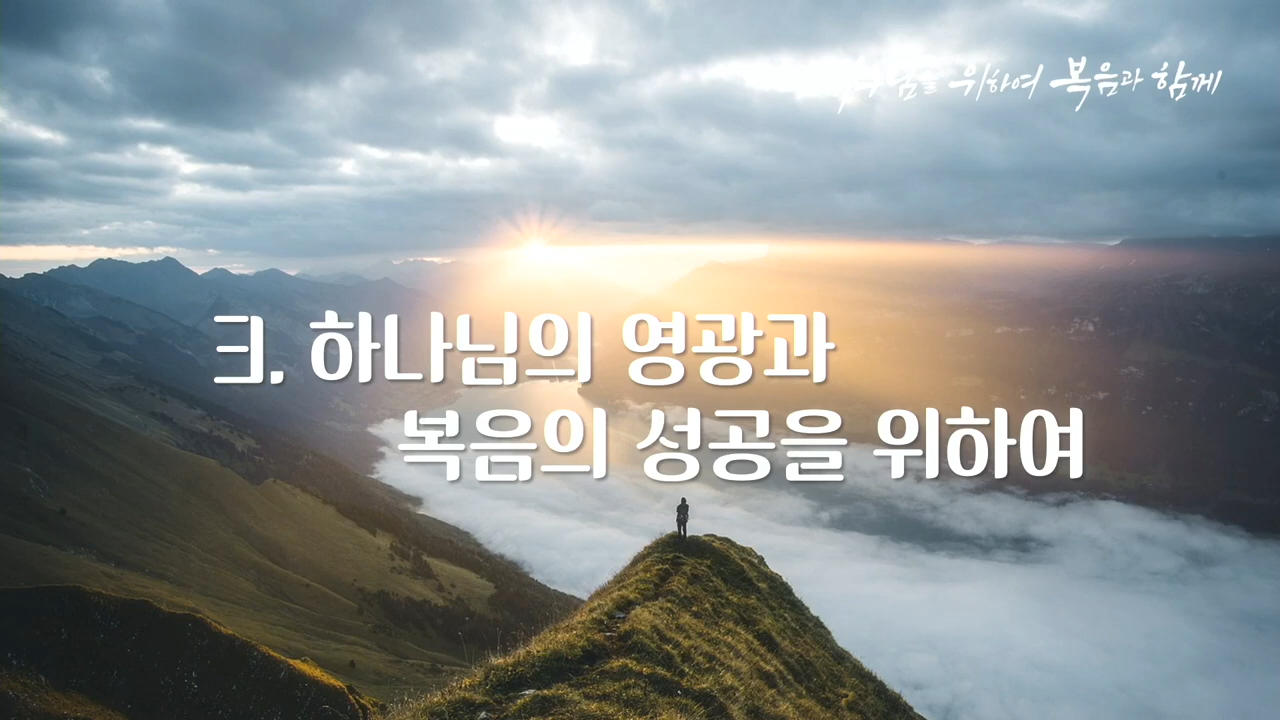 위하여 복음과 함께
3. 하나님의 영광과
복음의 성공을 위하여